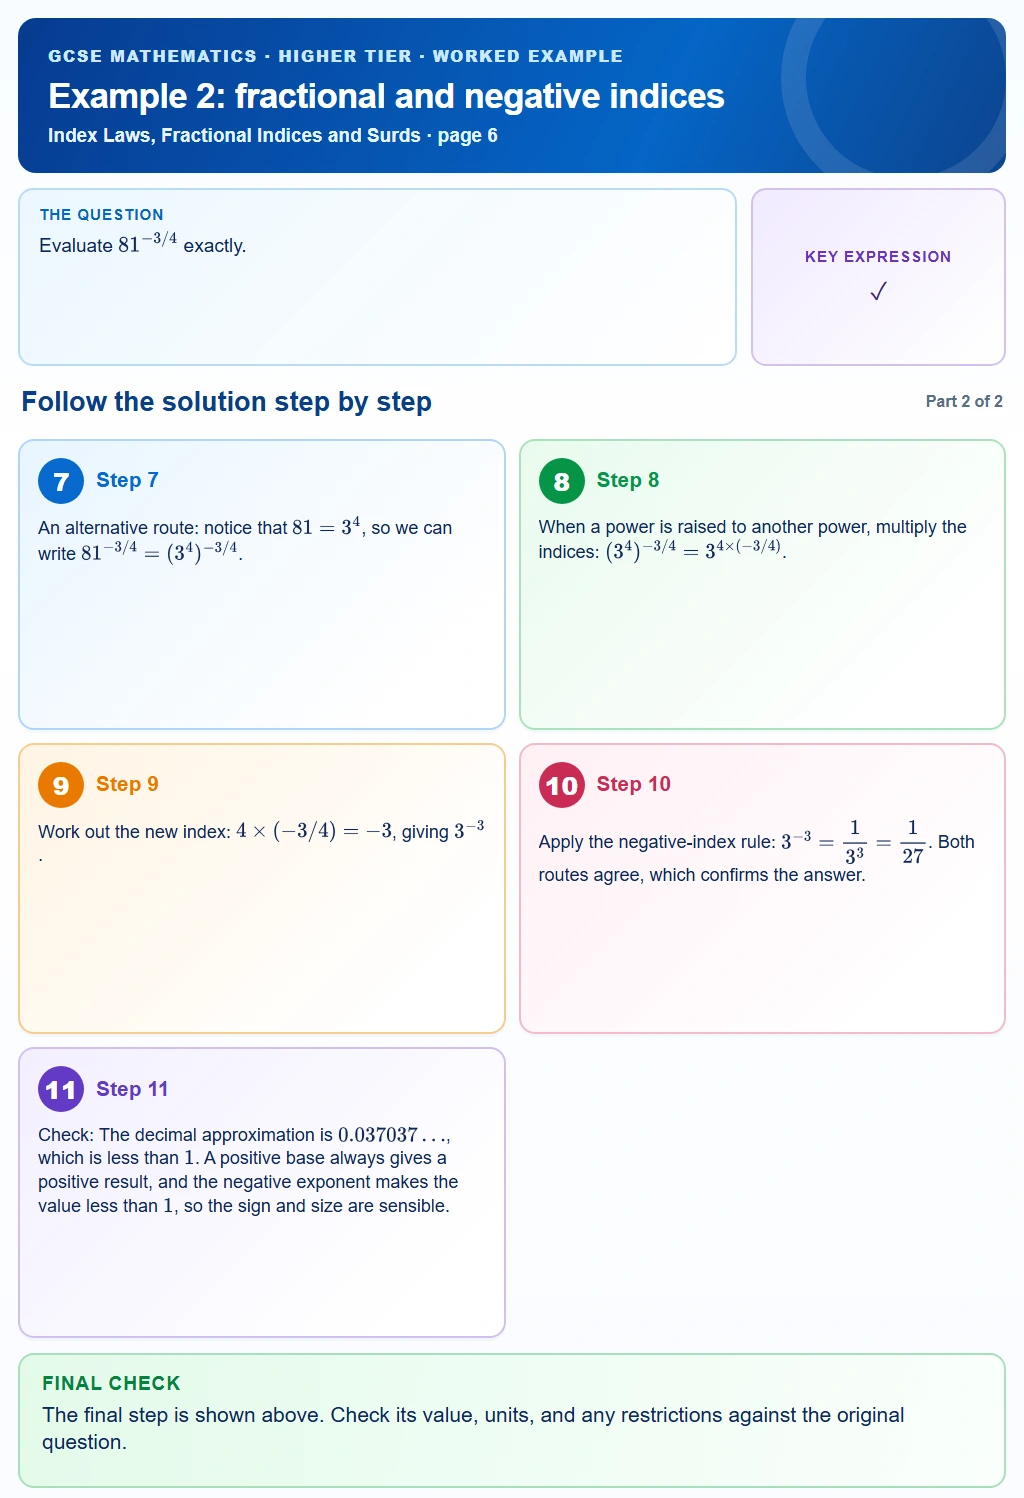 GCSE MATHEMATICS · HIGHER TIER · WORKED EXAMPLE
Example 2: fractional and negative indices
Index Laws, Fractional Indices and Surds · page 6
THE QUESTION
Evaluate 81^{−3/4} exactly.
KEY EXPRESSION
✓
Follow the solution step by step
Part 2 of 2
7 Step 7
An alternative route: notice that 81 = 3^4, so we can
write 81^{−3/4} = (3^4)^{−3/4}.
8 Step 8
When a power is raised to another power, multiply the
indices: (3^4)^{−3/4} = 3^{4×(−3/4)}.
9 Step 9
Work out the new index: 4 × (−3/4) = −3, giving 3^{−3}
.
10 Step 10
Apply the negative-index rule: 3^{−3} = 1/3^3 = 1/27. Both
routes agree, which confirms the answer.
11 Step 11
Check: The decimal approximation is 0.037037…,
which is less than 1. A positive base always gives a
positive result, and the negative exponent makes the
value less than 1, so the sign and size are sensible.
FINAL CHECK
The final step is shown above. Check its value, units, and any restrictions against the original
question.